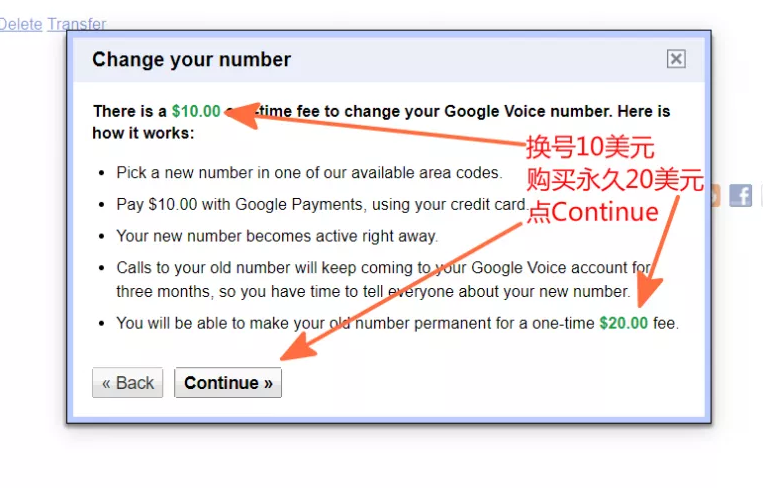 Delete Transfer
Change your number
There is a $10.00 one-time fee to change your Google Voice number. Here is
how it works:
换号10美元
Pick a new number in one of our available area codes.
购买永久20美元
Pay $10.00 with Google Payments, using your credit card.
点Continue
Your new number becomes active right away.
Calls to your old number will keep coming to your Google Voice account for
three months, so you have time to tell everyone about your new number.
You will be able to make your old number permanent for a one-time $20.00 fee.
« Back Continue »